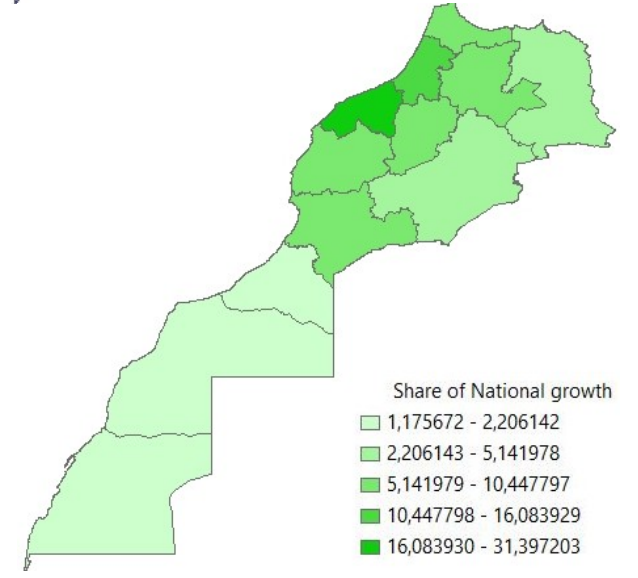 Share of National growth
1,175672 - 2,206142
2,206143 - 5,141978
5,141979 - 10,447797
10,447798 - 16,083929
16,083930 - 31,397203